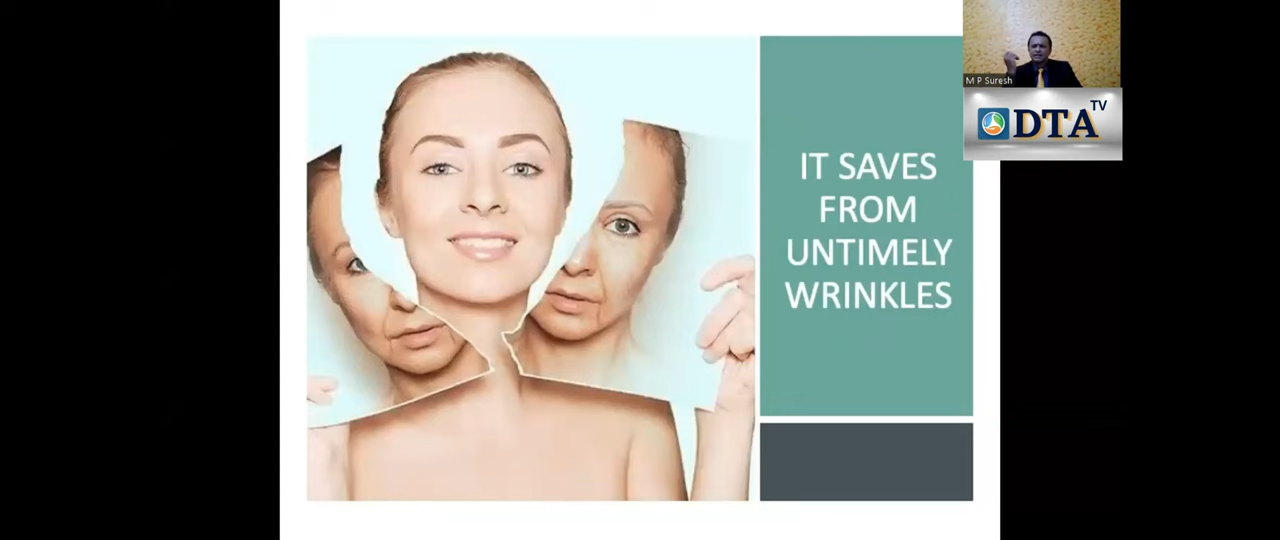 IT SAVES
FROM
UNTIMELY
WRINKLES
M P Suresh
DTA TV